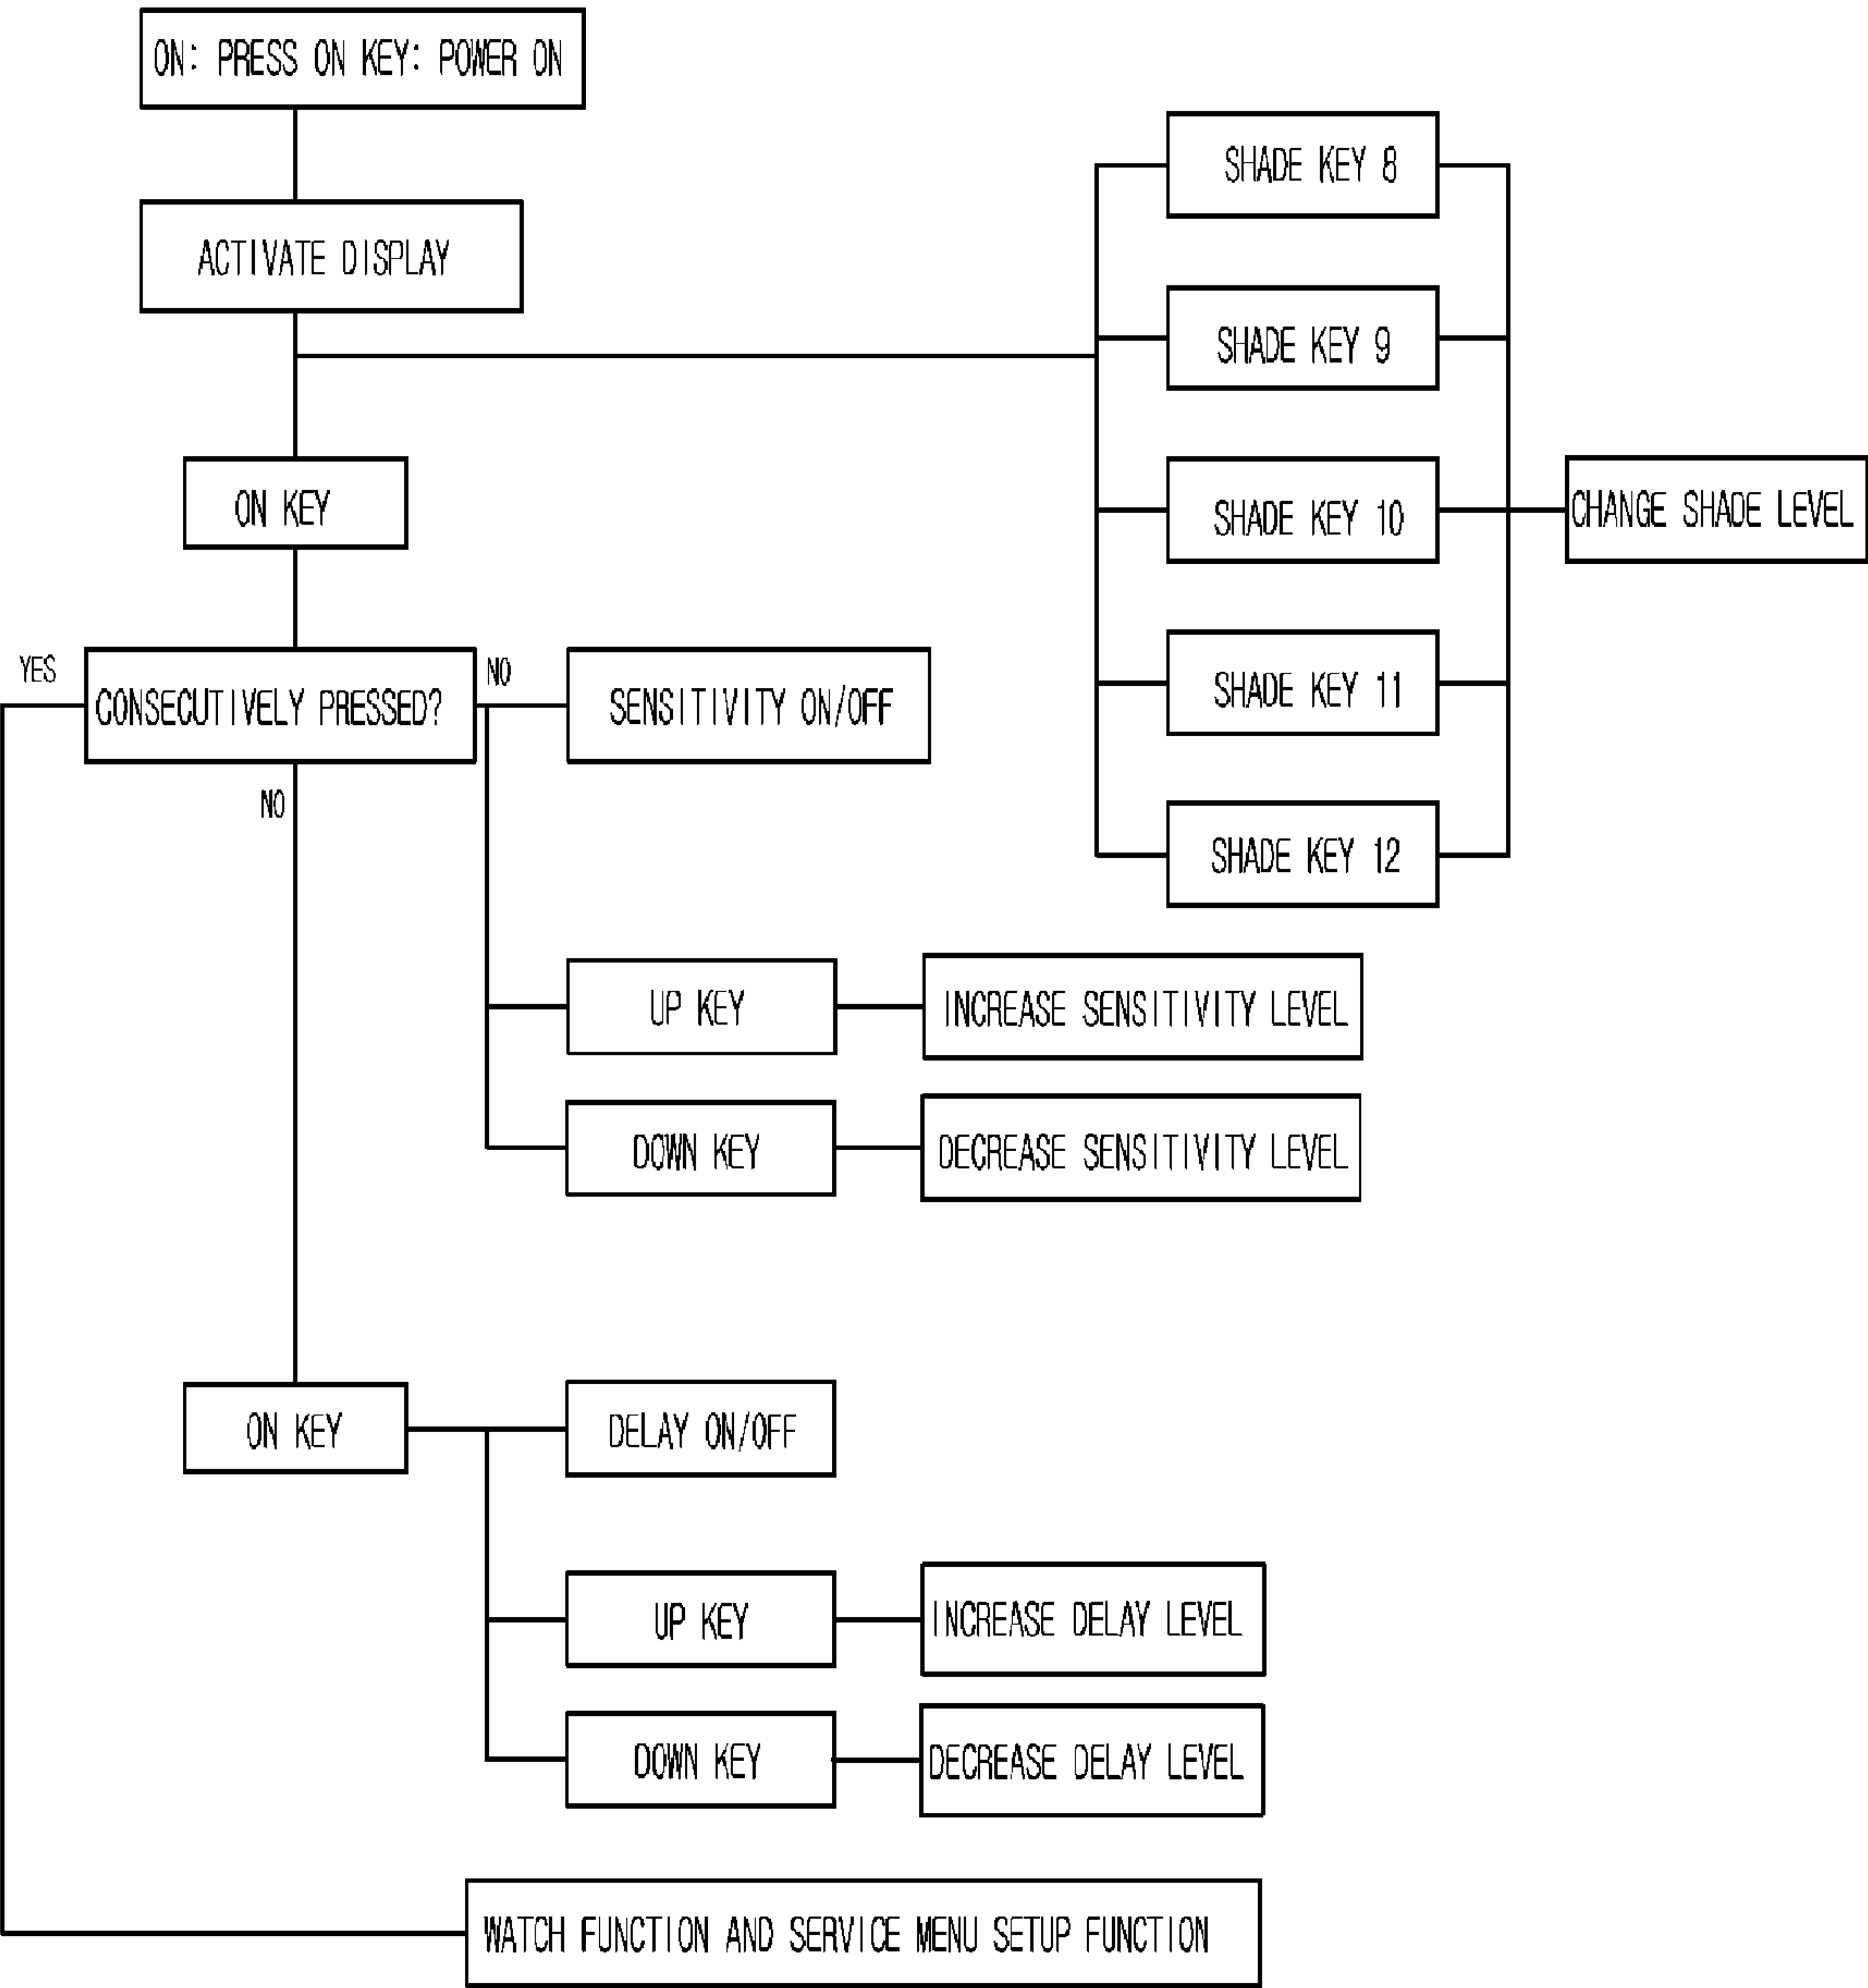 ON: PRESS ON KEY: POWER ON
ACTIVATE DISPLAY
SHADE KEY 8
SHADE KEY 9
SHADE KEY 10
SHADE KEY 11
SHADE KEY 12
CHANGE SHADE LEVEL
ON KEY
YES
CONSECUTIVELY PRESSED?
NO
SENSITIVITY ON/OFF
NO
UP KEY
INCREASE SENSITIVITY LEVEL
DOWN KEY
DECREASE SENSITIVITY LEVEL
ON KEY
DELAY ON/OFF
UP KEY
INCREASE DELAY LEVEL
DOWN KEY
DECREASE DELAY LEVEL
WATCH FUNCTION AND SERVICE MENU SETUP FUNCTION